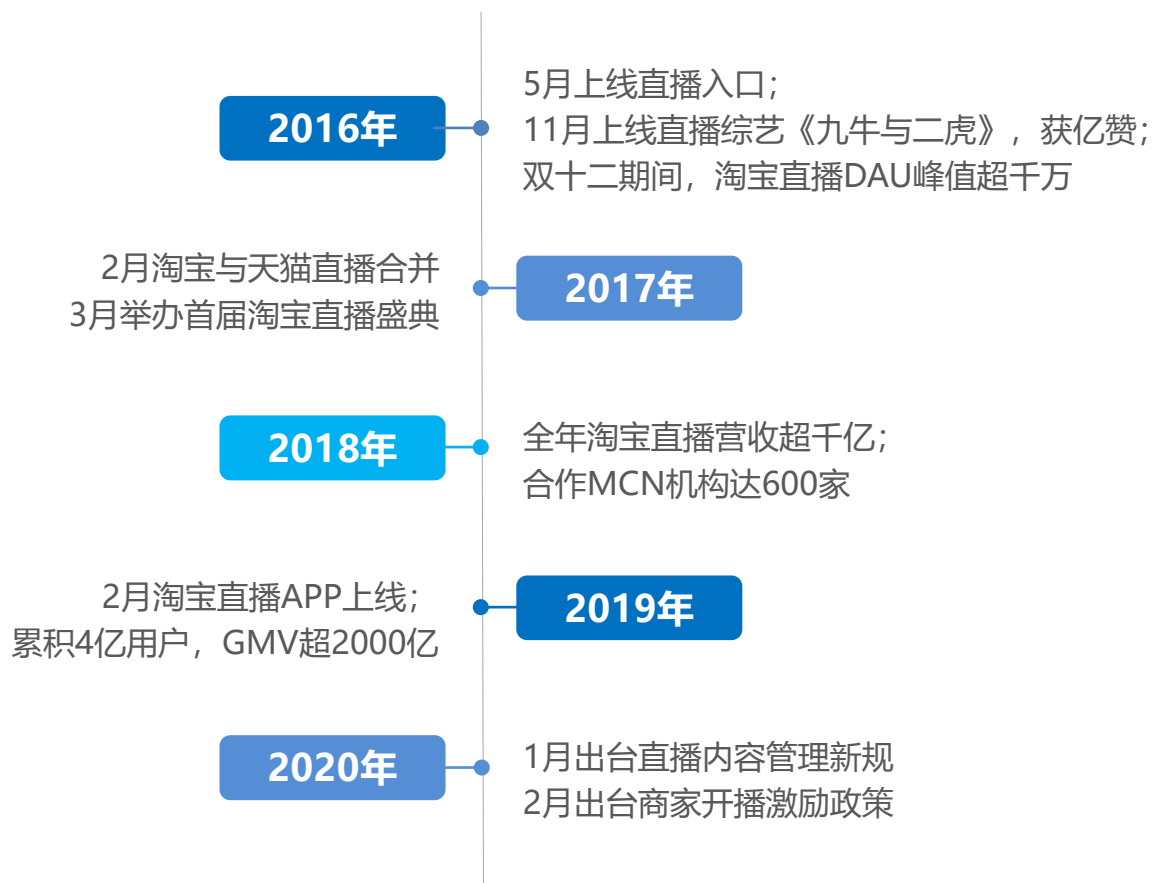 2016年
5月上线直播入口；
11月上线直播综艺《九牛与二虎》，获亿赞；
双十二期间，淘宝直播DAU峰值超千万
2017年
2月淘宝与天猫直播合并
3月举办首届淘宝直播盛典
2018年
全年淘宝直播营收超千亿；
合作MCN机构达600家
2019年
2月淘宝直播APP上线；
累积4亿用户，GMV超2000亿
2020年
1月出台直播内容管理新规
2月出台商家开播激励政策